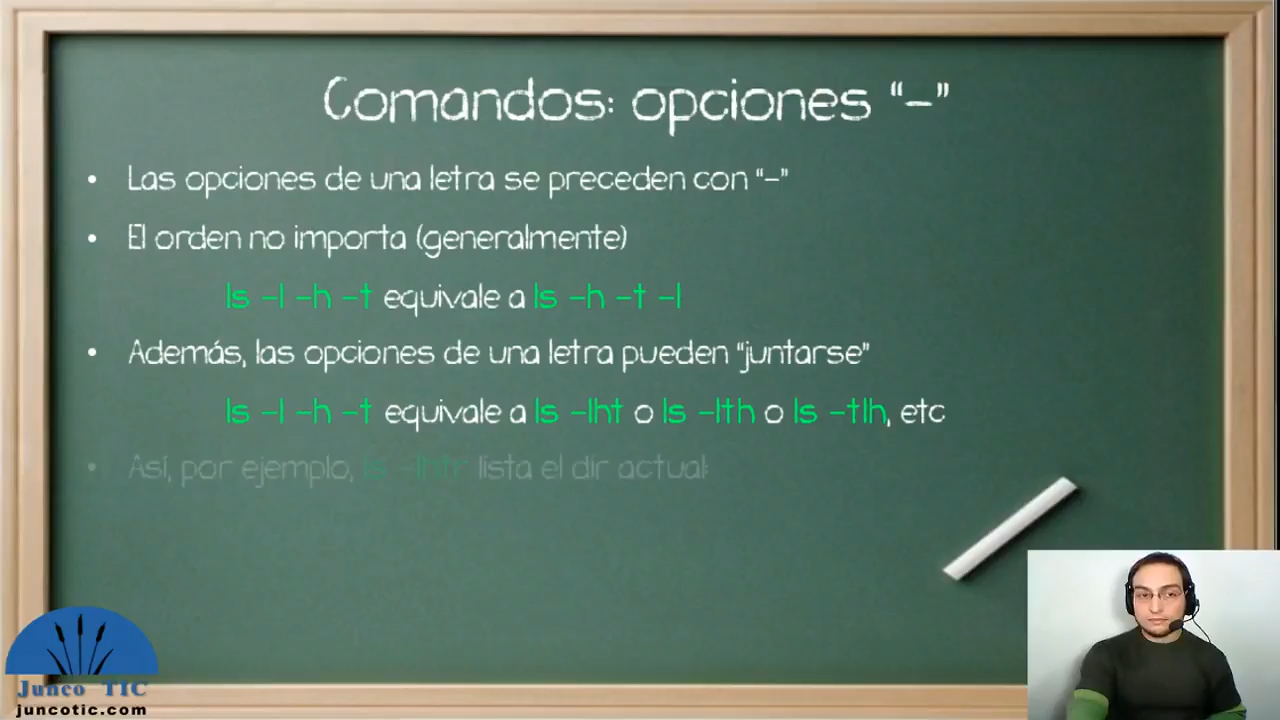 Comandos: opciones “-”
• Las opciones de una letra se preceden con “-”
• El orden no importa (generalmente)
ls -l -h -t equivale a ls -h -t -l
• Además, las opciones de una letra pueden “juntarse”
ls -l -h -t equivale a ls -lht o ls -lth o ls -tlh, etc
• Así, por ejemplo, ls -lhtr lista el dir actual:
Junco TIC
juncotic.com